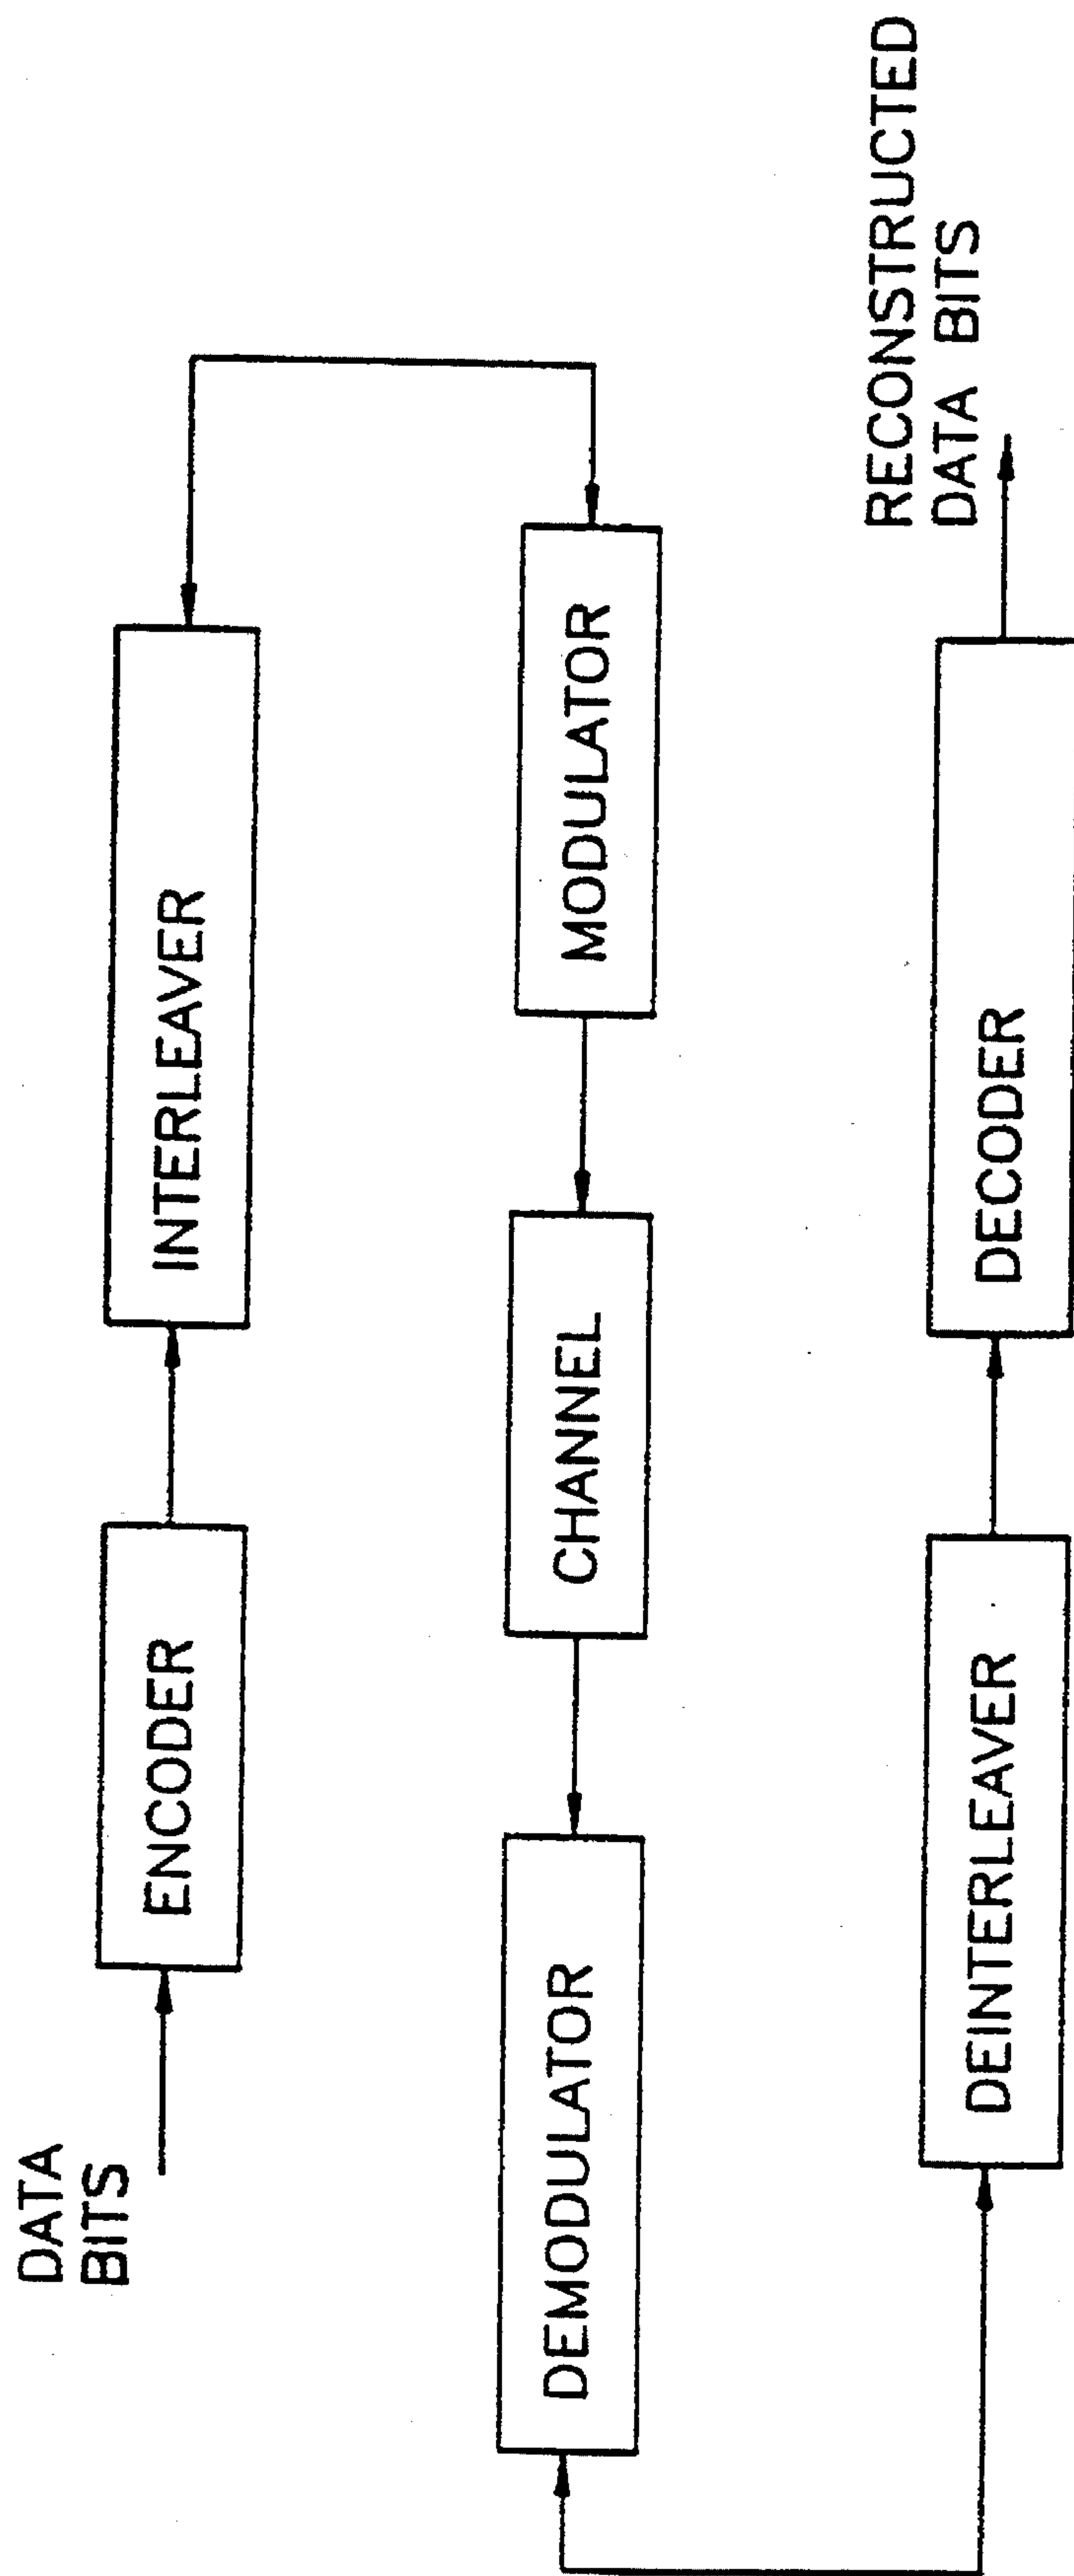 DATA
BITS
ENCODER
INTERLEAVER
MODULATOR
CHANNEL
DEMODULATOR
DEINTERLEAVER
DECODER
RECONSTRUCTED
DATA BITS